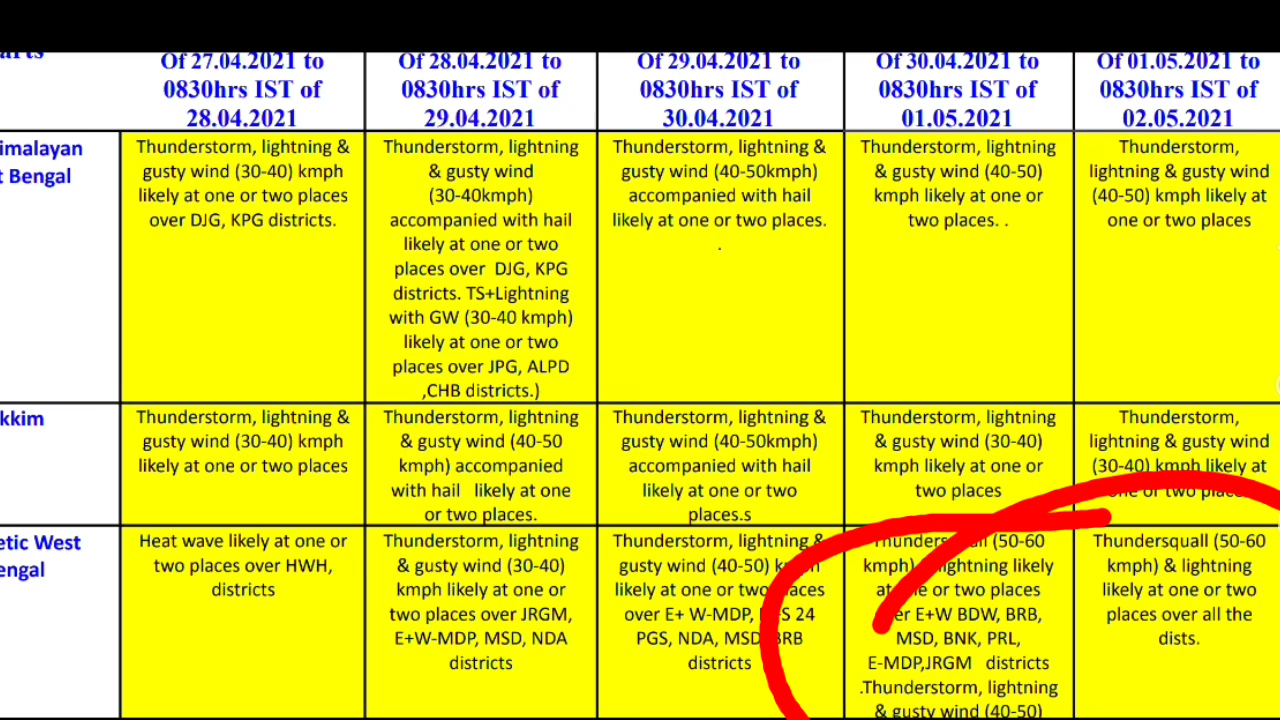 arts
Of 27.04.2021 to
0830hrs IST of
28.04.2021
Of 28.04.2021 to
0830hrs IST of
29.04.2021
Of 29.04.2021 to
0830hrs IST of
30.04.2021
Of 30.04.2021 to
0830hrs IST of
01.05.2021
Of 01.05.2021 to
0830hrs IST of
02.05.2021
imalayan
t Bengal
Thunderstorm, lightning &
gusty wind (30-40) kmph
likely at one or two places
over DJG, KPG districts.
Thunderstorm, lightning
& gusty wind
(30-40kmph)
accompanied with hail
likely at one or two
places over DJG, KPG
districts. TS+Lightning
with GW (30-40 kmph)
likely at one or two
places over JPG, ALPD
,CHB districts.)
Thunderstorm, lightning &
gusty wind (40-50kmph)
accompanied with hail
likely at one or two places.
.
Thunderstorm, lightning
& gusty wind (40-50)
kmph likely at one or
two places. .
Thunderstorm,
lightning & gusty wind
(40-50) kmph likely at
one or two places
kkim
Thunderstorm, lightning &
gusty wind (30-40) kmph
likely at one or two places
Thunderstorm, lightning
& gusty wind (40-50
kmph) accompanied
with hail likely at one
or two places.
Thunderstorm, lightning &
gusty wind (40-50kmph)
accompanied with hail
likely at one or two
places.s
Thunderstorm, lightning
& gusty wind (30-40)
kmph likely at one or
two places
Thunderstorm,
lightning & gusty wind
(30-40) kmph likely at
one or two places
etic West
engal
Heat wave likely at one or
two places over HWH,
districts
Thunderstorm, lightning
& gusty wind (30-40)
kmph likely at one or
two places over JRGM,
E+W-MDP, MSD, NDA
districts
Thunderstorm, lightning &
gusty wind (40-50) kmph
likely at one or two places
over E+ W-MDP, S 24
PGS, NDA, MSD, BRB
districts
Thundersquall (50-60
kmph) & lightning likely
at one or two places
over E+W BDW, BRB,
MSD, BNK, PRL,
E-MDP,JRGM districts
.Thunderstorm, lightning
& gusty wind (40-50)
Thundersquall (50-60
kmph) & lightning
likely at one or two
places over all the
dists.